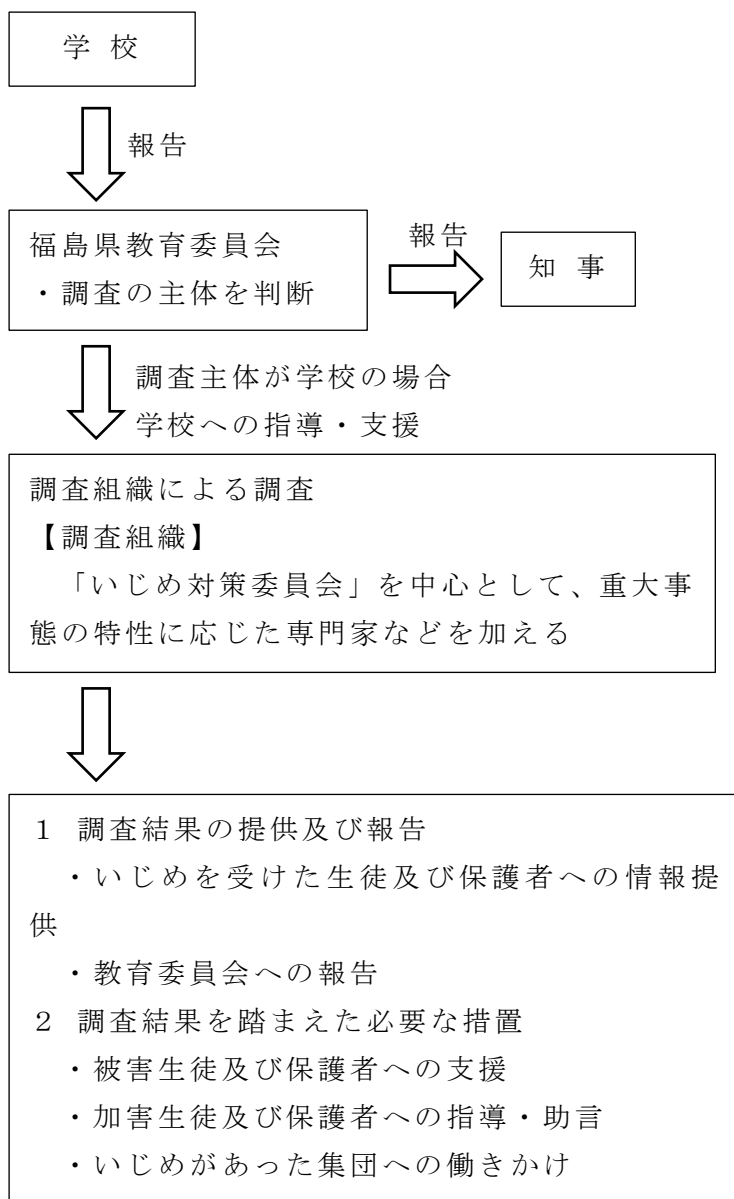 学 校
報告
福島県教育委員会
・調査の主体を判断
報告
知 事
調査主体が学校の場合
学校への指導・支援
調査組織による調査
【調査組織】
「いじめ対策委員会」を中心として、重大事
態の特性に応じた専門家などを加える
1 調査結果の提供及び報告
・いじめを受けた生徒及び保護者への情報提
供
・教育委員会への報告
2 調査結果を踏まえた必要な措置
・被害生徒及び保護者への支援
・加害生徒及び保護者への指導・助言
・いじめがあった集団への働きかけ